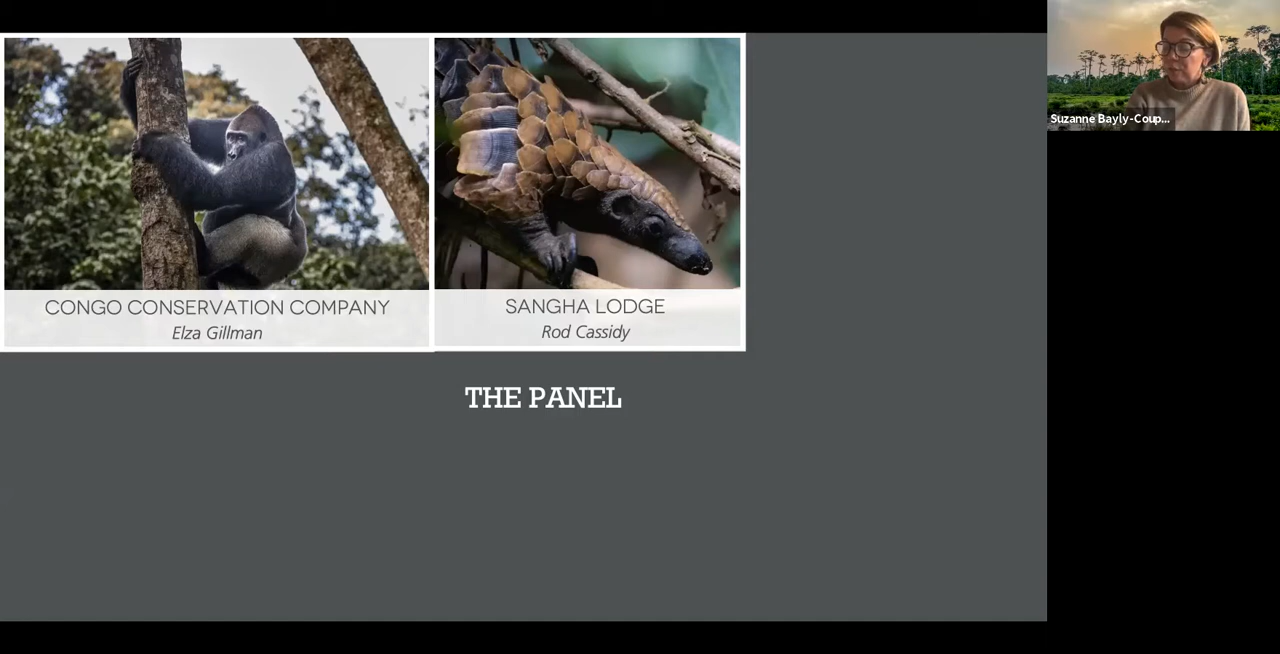 CONGO CONSERVATION COMPANY
Elza Gillman
SANGHA LODGE
Rod Cassidy
THE PANEL
Suzanne Bayly-Coup...